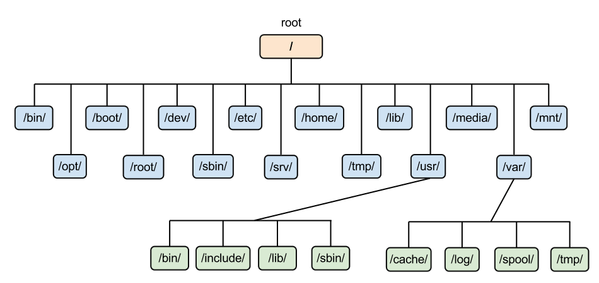 root
/
/bin/
/boot/
/dev/
/etc/
/home/
/lib/
/media/
/mnt/
/opt/
/root/
/sbin/
/srv/
/tmp/
/usr/
/var/
/bin/
/include/
/lib/
/sbin/
/cache/
/log/
/spool/
/tmp/